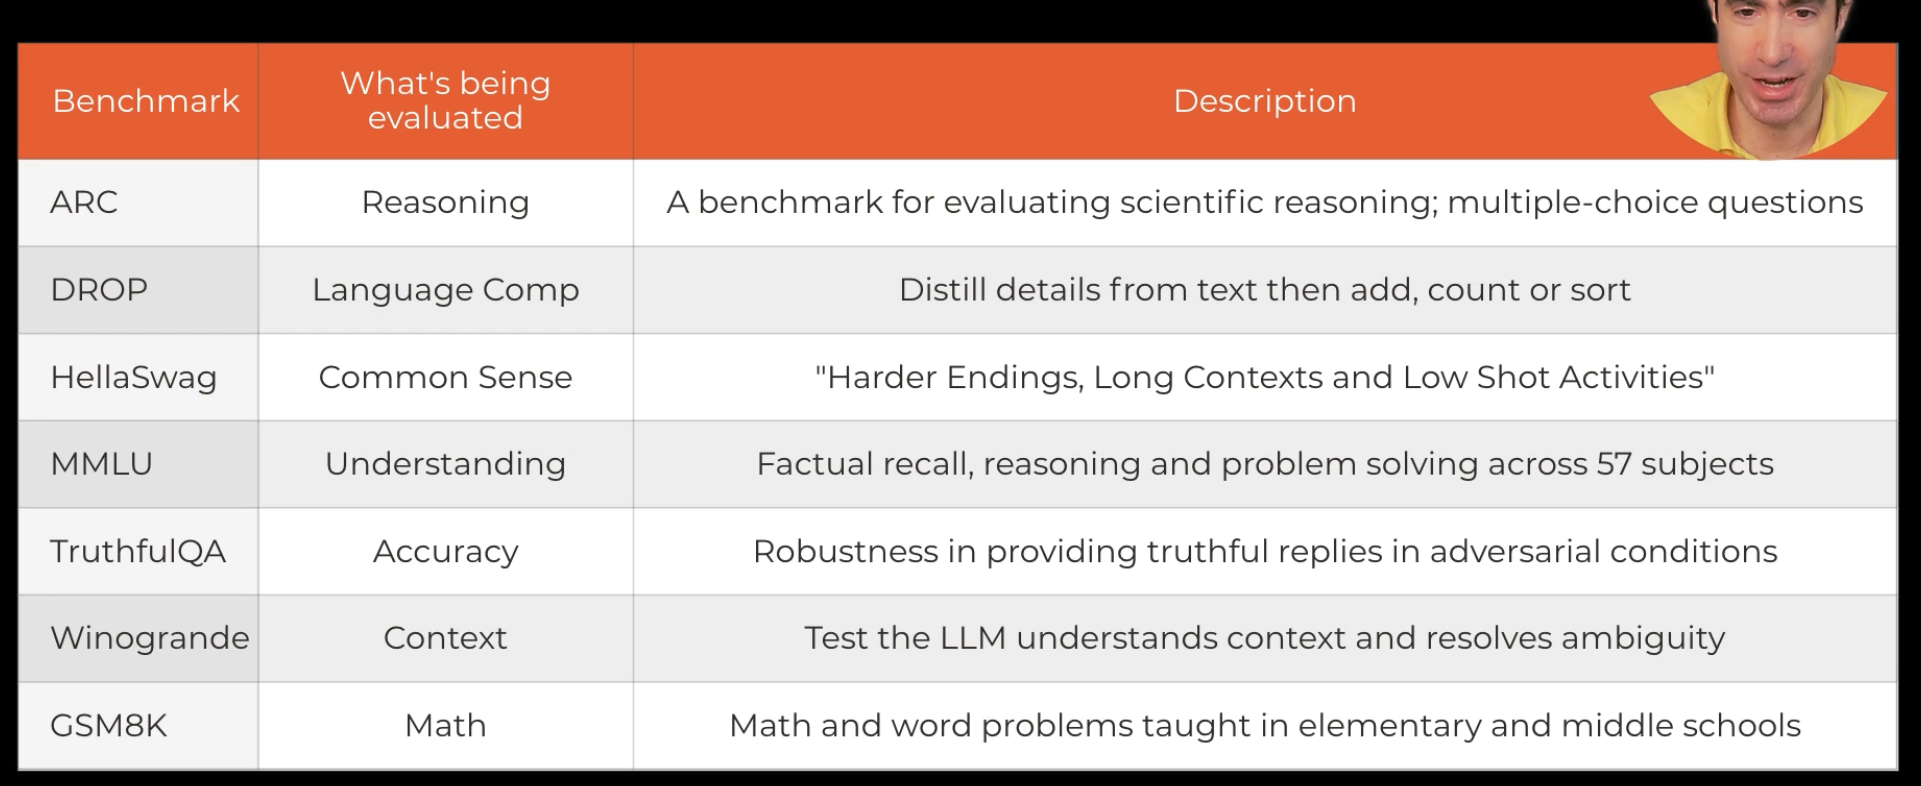 Benchmark
What's being
evaluated
Description
ARC
Reasoning
A benchmark for evaluating scientific reasoning; multiple-choice questions
DROP
Language Comp
Distill details from text then add, count or sort
HellaSwag
Common Sense
"Harder Endings, Long Contexts and Low Shot Activities"
MMLU
Understanding
Factual recall, reasoning and problem solving across 57 subjects
TruthfulQA
Accuracy
Robustness in providing truthful replies in adversarial conditions
Winogrande
Context
Test the LLM understands context and resolves ambiguity
GSM8K
Math
Math and word problems taught in elementary and middle schools